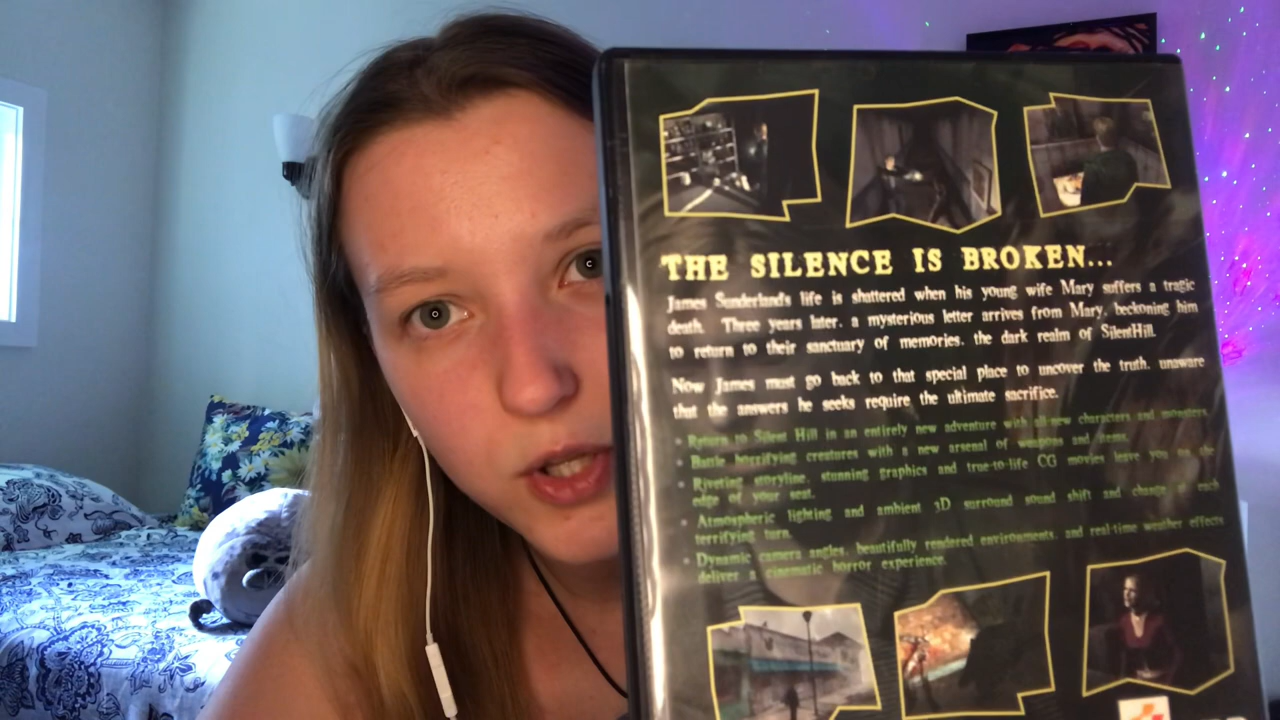 THE SILENCE IS BROKEN...
James Sunderland's life is shattered when his young wife Mary suffers a tragic
death. Three years later, a mysterious letter arrives from Mary, beckoning him
to return to their sanctuary of memories, the dark realm of SilentHill.
Now James must go back to that special place to uncover the truth, unaware
that the answers he seeks require the ultimate sacrifice.
• Return to Silent Hill in an entirely new adventure with all-new characters and monsters
• Battle horrifying creatures with a new arsenal of weapons and items.
• Riveting storyline, stunning graphics and true-to-life CG movies leave you on the
edge of your seat.
• Atmospheric lighting and ambient 3D surround sound shift and change at each
terrifying turn.
• Dynamic camera angles, beautifully rendered environments, and real-time weather effects
deliver a cinematic horror experience.